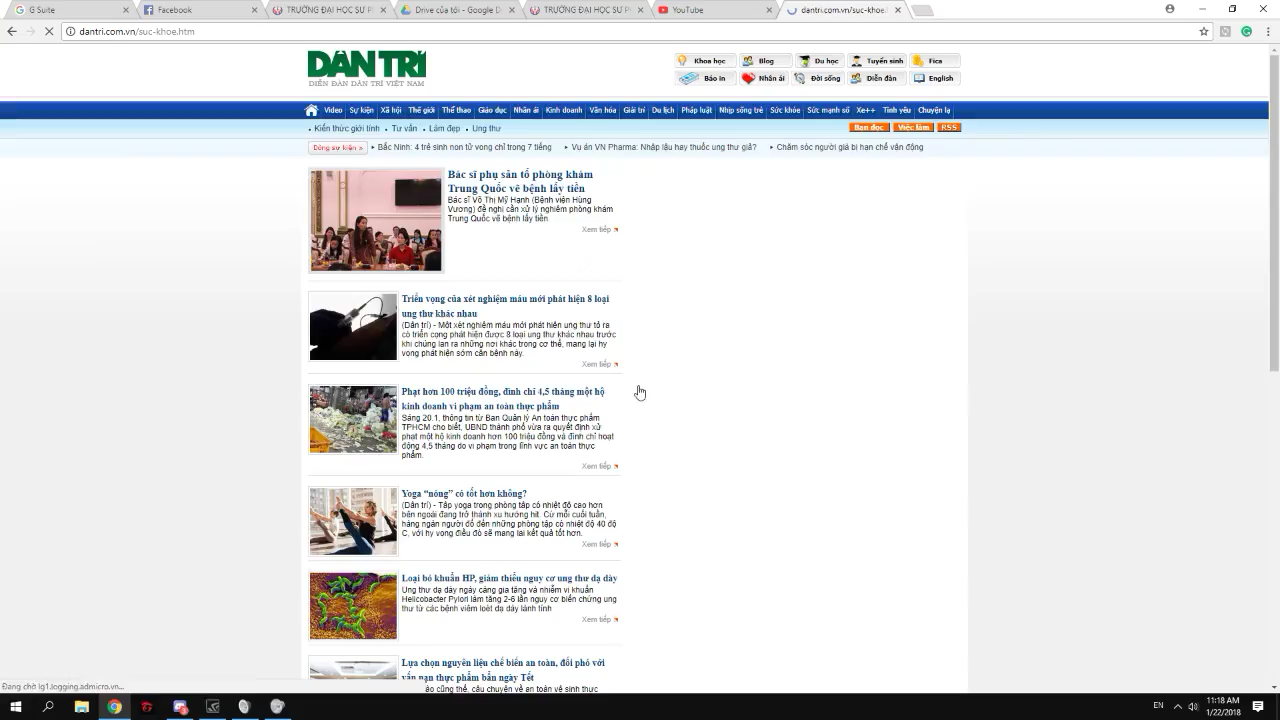 G Suite
Facebook
TRƯỜNG ĐẠI HỌC SƯ PH
Drive của tôi - Google D
TRƯỜNG ĐẠI HỌC SƯ PH
YouTube
dantri.com.vn/suc-khoe.h
dantri.com.vn/suc-khoe.htm
DÂN TRÍ
DIỄN ĐÀN DÂN TRÍ VIỆT NAM
Khoa học
Blog
Du học
Tuyển sinh
Fica
Báo in
Nhân ái
Đời sống
Diễn đàn
English
Video
Sự kiện
Xã hội
Thế giới
Thể thao
Giáo dục
Nhân ái
Kinh doanh
Văn hóa
Giải trí
Du lịch
Pháp luật
Nhịp sống trẻ
Sức khỏe
Sức mạnh số
Xe++
Tình yêu
Chuyện lạ
Kiến thức giới tính
Tư vấn
Làm đẹp
Ung thư
Bạn đọc
Việc làm
RSS
Dòng sự kiện »
Bắc Ninh: 4 trẻ sinh non tử vong chỉ trong 7 tiếng
Vụ án VN Pharma: Nhập lậu hay thuốc ung thư giả?
Chăm sóc người già bị hạn chế vận động
Bác sĩ phụ sản tố phòng khám
Trung Quốc vẽ bệnh lấy tiền
Bác sĩ Võ Thị Mỹ Hạnh (Bệnh viện Hùng
Vương) đề nghị cần xử lý nghiêm phòng khám
Trung Quốc vẽ bệnh lấy tiền
Xem tiếp
Triển vọng của xét nghiệm máu mới phát hiện 8 loại
ung thư khác nhau
(Dân trí) - Một xét nghiệm máu mới phát hiện ung thư tỏ ra
có triển cọng phát hiện được 8 loại ung thư khác nhau trước
khi chúng lan ra những nơi khác trong cơ thể, mang lại hy
vọng phát hiện sớm căn bệnh này.
Xem tiếp
Phạt hơn 100 triệu đồng, đình chỉ 4,5 tháng một hộ
kinh doanh vi phạm an toàn thực phẩm
Sáng 20.1, thông tin từ Ban Quản lý An toàn thực phẩm
TPHCM cho biết, UBND thành phố vừa ra quyết định xử
phạt một hộ kinh doanh hơn 100 triệu đồng và đình chỉ hoạt
động 4,5 tháng do vi phạm trong lĩnh vực an toàn thực
phẩm.
Xem tiếp
Yoga “nóng” có tốt hơn không?
(Dân trí) - Tập yoga trong phòng tập có nhiệt độ cao hơn
bên ngoài đang trở thành xu hướng hit. Cứ mỗi cuối tuần,
hàng ngàn người đổ đến những phòng tập có nhiệt độ 40 độ
C, với hy vọng điều đó sẽ mang lại kết quả tốt hơn.
Xem tiếp
Loại bỏ khuẩn HP, giảm thiểu nguy cơ ung thư dạ dày
Ung thư dạ dày ngày càng gia tăng và nhiễm vi khuẩn
Helicobacter Pylori làm tăng 2-6 lần nguy cơ biến chứng ung
thư từ các bệnh viêm loét dạ dày lành tính
Xem tiếp
Lựa chọn nguyên liệu chế biến an toàn, đối phó với
vấn nạn thực phẩm bẩn ngày Tết
ảo cũng thế, câu chuyện về an toàn vệ sinh thực
Đang chờ lg1.logging.admicro.vn...
EN
11:18 AM
1/22/2018